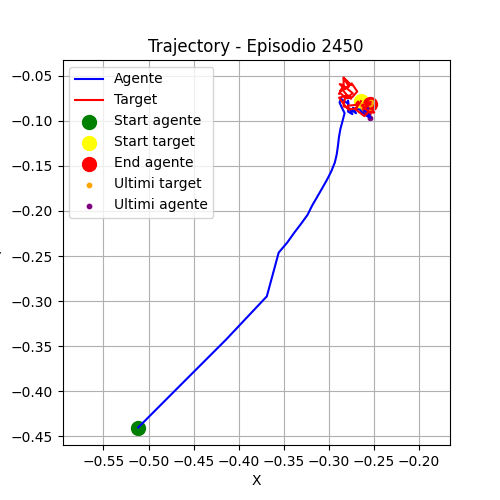 Trajectory - Episodio 2450
Agente
Target
Start agente
Start target
End agente
Ultimi target
Ultimi agente
−0.05
−0.10
−0.15
−0.20
−0.25
−0.30
−0.35
−0.40
−0.45
−0.55 −0.50 −0.45 −0.40 −0.35 −0.30 −0.25 −0.20
X